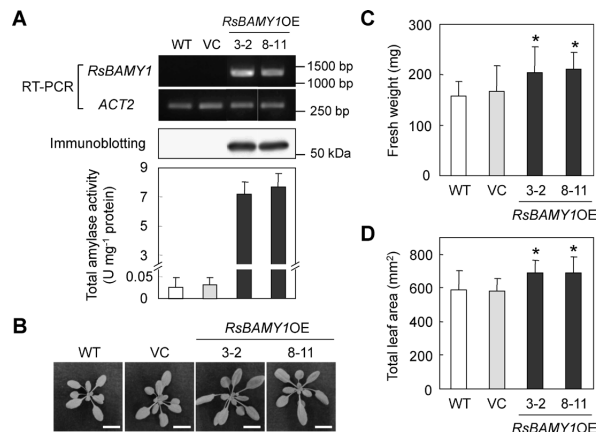 A
RsBAMY1OE
WT VC 3-2 8-11
RT-PCR
RsBAMY1
1500 bp
1000 bp
ACT2
250 bp
Immunoblotting
50 kDa
Total amylase activity
(U mg-1 protein)
9
7
5
3
0.05
0
B
RsBAMY1OE
WT VC 3-2 8-11
C
Fresh weight (mg)
300
200
100
0
* *
WT VC 3-2 8-11
RsBAMY1OE
D
Total leaf area (mm2)
800
600
400
200
0
* *
WT VC 3-2 8-11
RsBAMY1OE